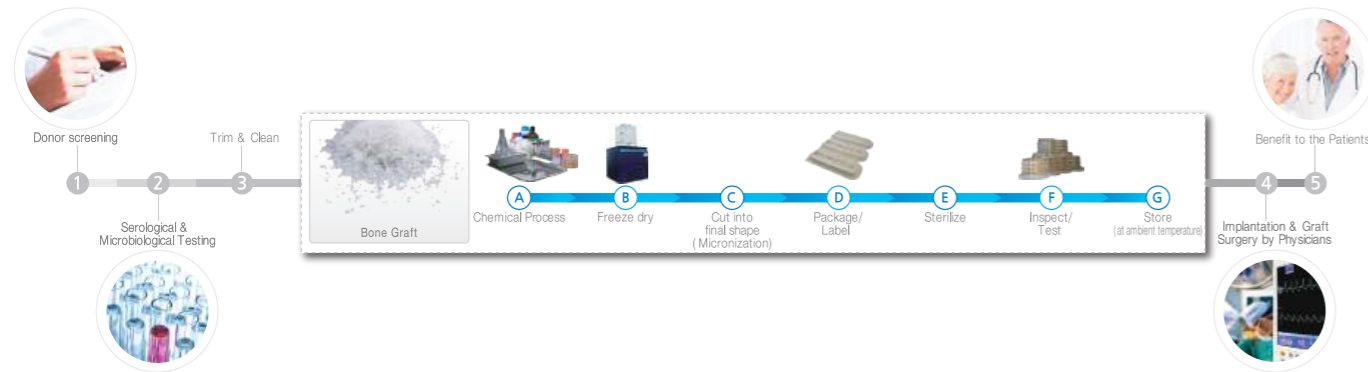 Donor screening
Trim & Clean
1
2
3
Serological &
Microbiological Testing
Bone Graft
A
Chemical Process
B
Freeze dry
C
Cut into
final shape
(Micronization)
D
Package/
Label
E
Sterilize
F
Inspect/
Test
G
Store
(at ambient temperature)
Benefit to the Patients
4
5
Implantation & Graft
Surgery by Physicians